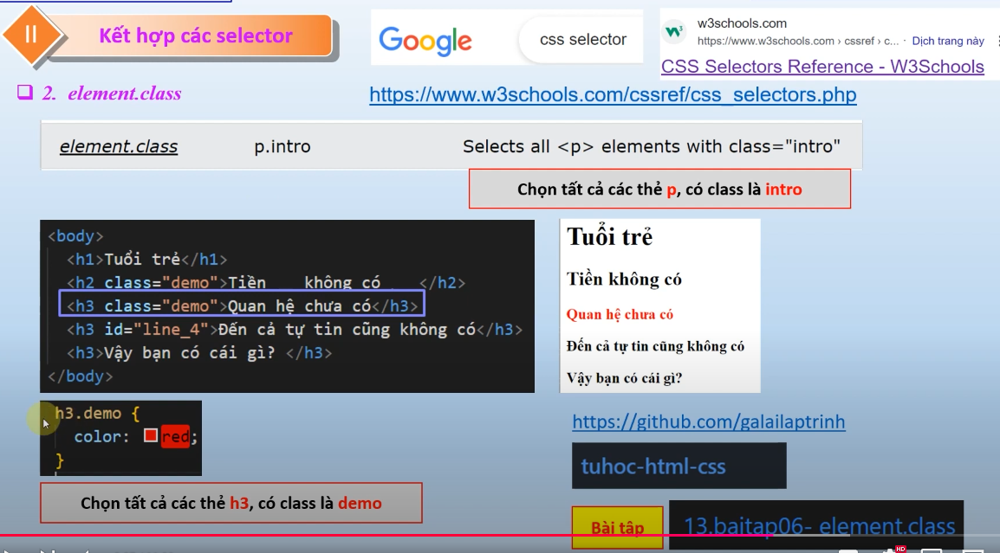 II
Kết hợp các selector
Google
css selector
w3schools.com
https://www.w3schools.com › cssref › c... · Dịch trang này
CSS Selectors Reference - W3Schools
2. element.class
https://www.w3schools.com/cssref/css_selectors.php
element.class p.intro Selects all <p> elements with class="intro"
Chọn tất cả các thẻ p, có class là intro
<body>
<h1>Tuổi trẻ</h1>
<h2 class="demo">Tiền không có </h2>
<h3 class="demo">Quan hệ chưa có</h3>
<h3 id="line_4">Đến cả tự tin cũng không có</h3>
<h3>Vậy bạn có cái gì? </h3>
</body>
Tuổi trẻ
Tiền không có
Quan hệ chưa có
Đến cả tự tin cũng không có
Vậy bạn có cái gì?
h3.demo {
color: red;
}
Chọn tất cả các thẻ h3, có class là demo
https://github.com/galailaptrinh
tuhoc-html-css
Bài tập
13.baitap06- element.class
HD